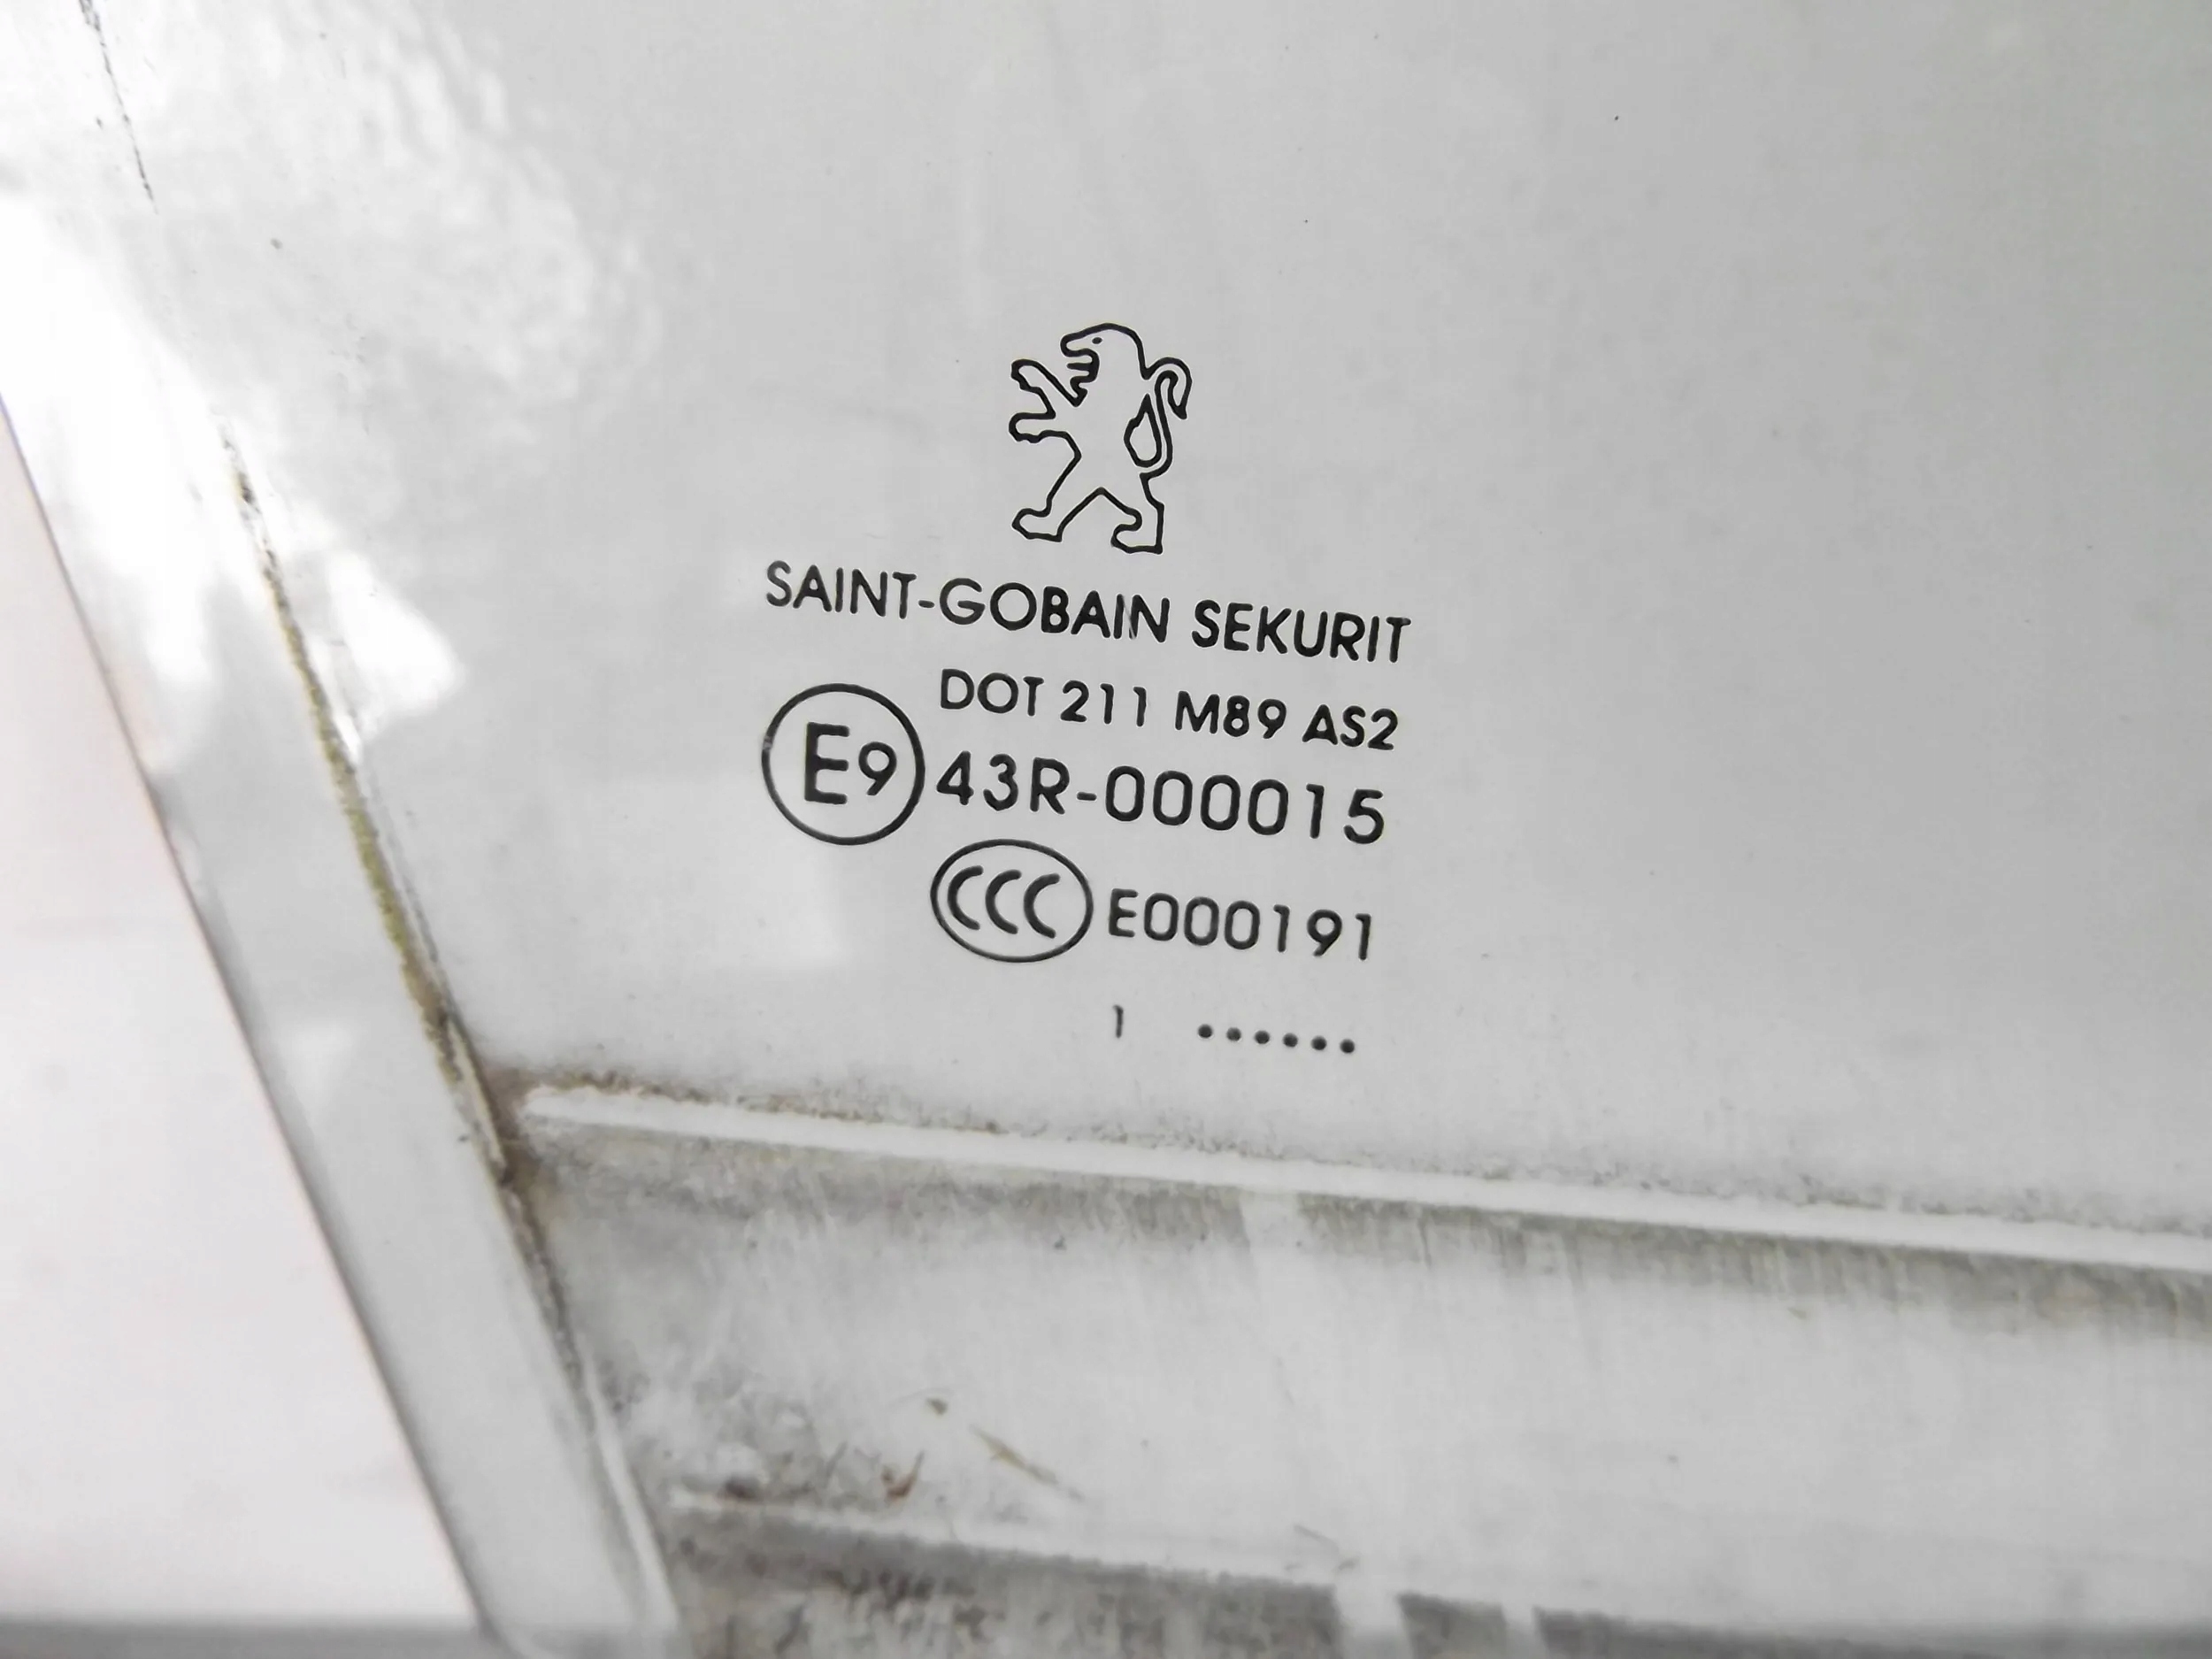 SAINT-GOBAIN SEKURIT
DOT 211 M89 AS2
E9 43R-000015
CCC E000191
1 ......